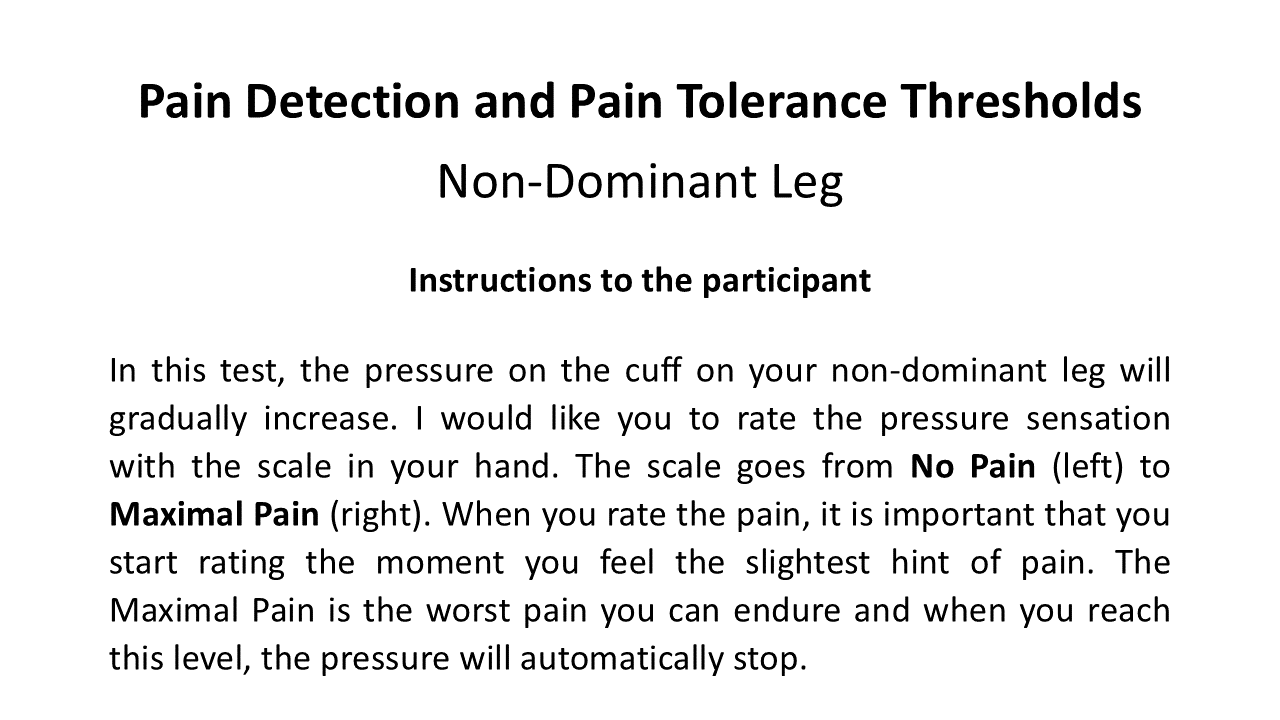 Pain Detection and Pain Tolerance Thresholds
Non-Dominant Leg
Instructions to the participant
In this test, the pressure on the cuff on your non-dominant leg will
gradually increase. I would like you to rate the pressure sensation
with the scale in your hand. The scale goes from No Pain (left) to
Maximal Pain (right). When you rate the pain, it is important that you
start rating the moment you feel the slightest hint of pain. The
Maximal Pain is the worst pain you can endure and when you reach
this level, the pressure will automatically stop.